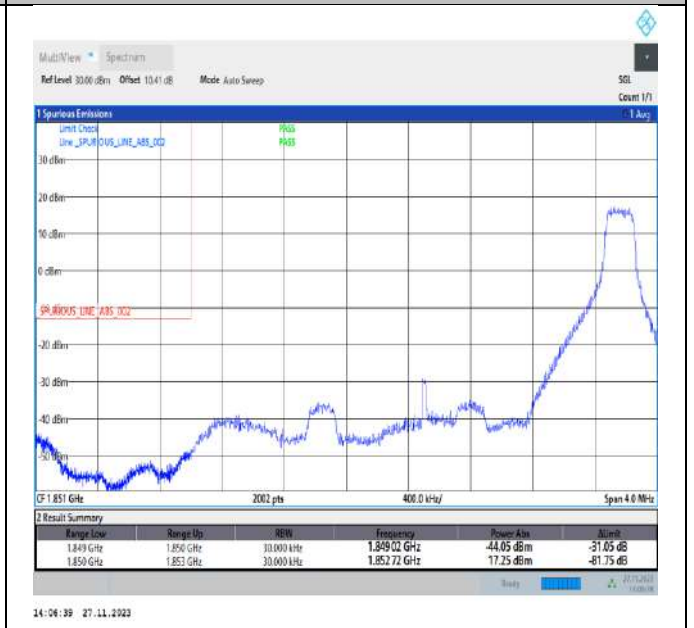 MultiView Spectrum
Ref Level 30.00 dBm Offset 10.41 dB Mode Auto Sweep SGL
Count 1/1
1 Spurious Emissions 1 Avg
Limit Check PASS
Line _SPURIOUS_LINE_ABS_002 PASS
30 dBm
20 dBm
10 dBm
0 dBm
SPURIOUS_LINE_ABS_002
-20 dBm
-30 dBm
-40 dBm
-50 dBm
CF 1.851 GHz 2002 pts 400.0 kHz/ Span 4.0 MHz
2 Result Summary
Range Low Range Up RBW Frequency Power Abs ΔLimit
1.849 GHz 1.850 GHz 30.000 kHz 1.84902 GHz -44.05 dBm -31.05 dB
1.850 GHz 1.853 GHz 30.000 kHz 1.85272 GHz 17.25 dBm -81.75 dB
Ready 27.11.2023
14:06:39 27.11.2023